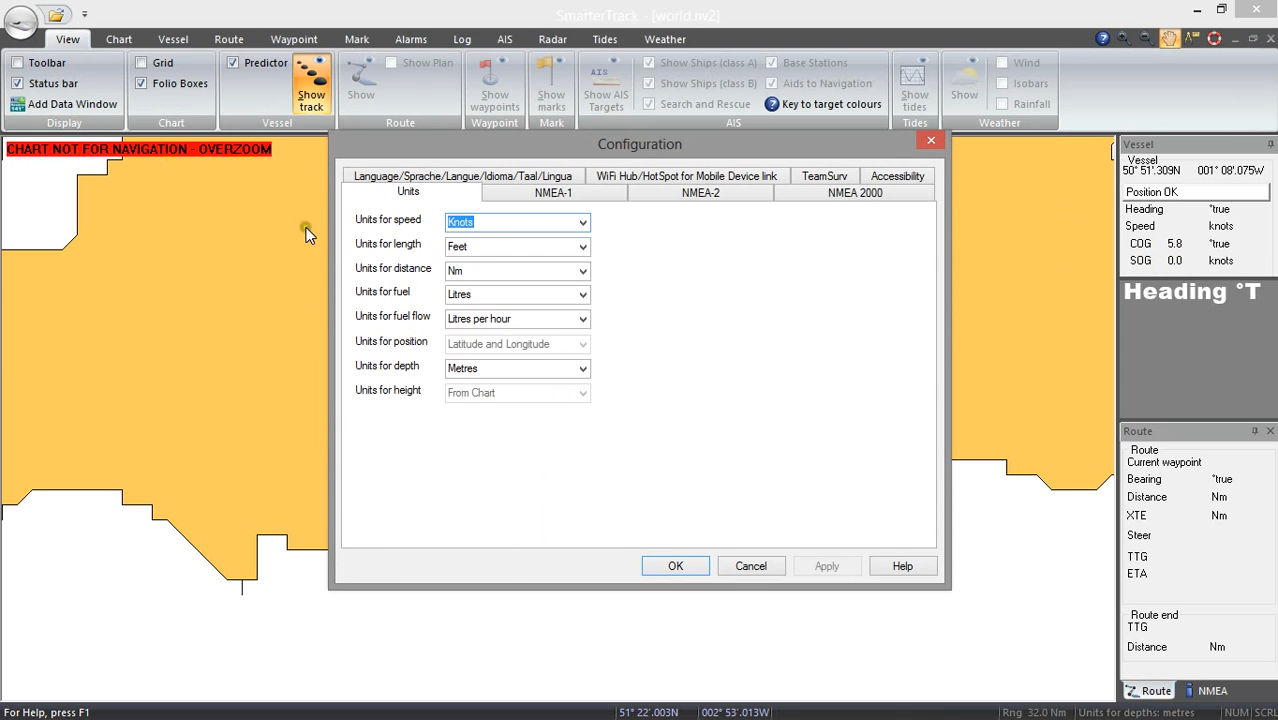 SmarterTrack - [world.nv2]
View Chart Vessel Route Waypoint Mark Alarms Log AIS Radar Tides Weather
Toolbar
Status bar
Add Data Window
Display
Grid
Folio Boxes
Chart
Predictor
Show track
Vessel
Show
Show Plan
Route
Show waypoints
Waypoint
Show marks
Mark
AIS
Show AIS Targets
Show Ships (class A)
Show Ships (class B)
Search and Rescue
Base Stations
Aids to Navigation
Key to target colours
AIS
Show tides
Tides
Show
Wind
Isobars
Rainfall
Weather
CHART NOT FOR NAVIGATION - OVERZOOM
Configuration
Language/Sprache/Langue/Idioma/Taal/Lingua WiFi Hub/HotSpot for Mobile Device link TeamSurv Accessibility
Units NMEA-1 NMEA-2 NMEA 2000
Units for speed Knots
Units for length Feet
Units for distance Nm
Units for fuel Litres
Units for fuel flow Litres per hour
Units for position Latitude and Longitude
Units for depth Metres
Units for height From Chart
OK Cancel Apply Help
Vessel
Vessel
50° 51'.309N 001° 08'.075W
Position OK
Heading °true
Speed knots
COG 5.8 °true
SOG 0.0 knots
Heading °T
Route
Route
Current waypoint
Bearing °true
Distance Nm
XTE Nm
Steer
TTG
ETA
Route end
TTG
Distance Nm
Route NMEA
For Help, press F1 51° 22'.003N 002° 53'.013W Rng 32.0 Nm Units for depths: metres NUM SCRL